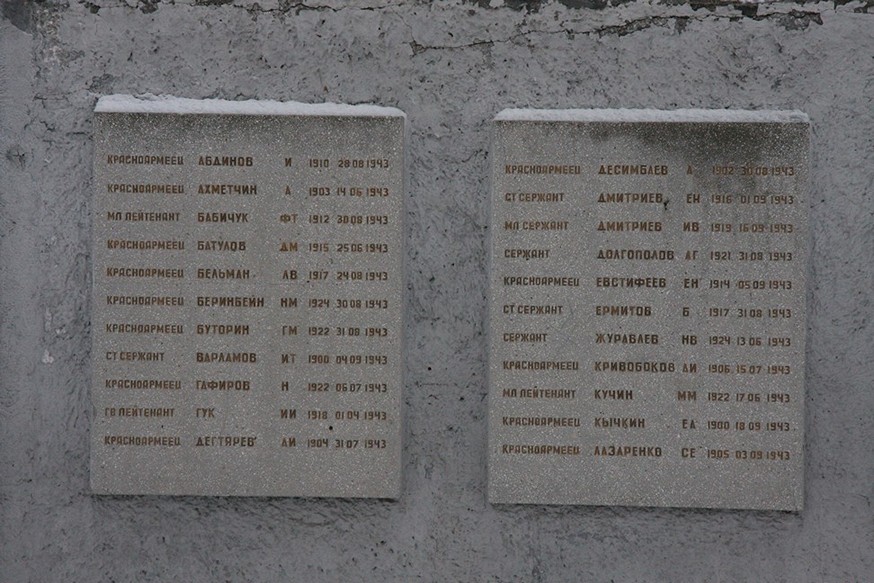 КРАСНОАРМЕЕЦ АБДИНОВ И 1910 28 08 1943
КРАСНОАРМЕЕЦ АХМЕТЧИН А 1903 14 06 1943
МЛ ЛЕЙТЕНАНТ БАБИЧУК ФТ 1912 30 08 1943
КРАСНОАРМЕЕЦ БАТУЛОВ ДМ 1915 25 06 1943
КРАСНОАРМЕЕЦ БЕЛЬМАН ЛВ 1917 24 08 1943
КРАСНОАРМЕЕЦ БЕРИНБЕЙН НМ 1924 30 08 1943
КРАСНОАРМЕЕЦ БУТОРИН ГМ 1922 31 08 1943
СТ СЕРЖАНТ ВАРЛАМОВ ИТ 1900 04 09 1943
КРАСНОАРМЕЕЦ ГАФИРОВ Н 1922 06 07 1943
ГВ ЛЕЙТЕНАНТ ГУК ИИ 1918 01 04 1943
КРАСНОАРМЕЕЦ ДЕГТЯРЕВ 1904 31 07 1943
КРАСНОАРМЕЕЦ ДЕСИМБАЕВ А 1902 30 08 1943
СТ СЕРЖАНТ ДМИТРИЕВ ЕН 1916 01 09 1943
МЛ СЕРЖАНТ ДМИТРИЕВ ИВ 1919 16 09 1943
СЕРЖАНТ ДОЛГОПОЛОВ АГ 1921 31 08 1943
КРАСНОАРМЕЕЦ ЕВСТИФЕЕВ ЕН 1914 05 09 1943
СТ СЕРЖАНТ ЕРМИТОВ Б 1917 31 08 1943
СЕРЖАНТ ЖУРАВЛЕВ НВ 1924 13 06 1943
КРАСНОАРМЕЕЦ КРИВОБОКОВ 1906 15 07 1943
МЛ ЛЕЙТЕНАНТ КУЧИН ММ 1922 17 06 1943
КРАСНОАРМЕЕЦ КЫЧКИН 1900 18 09 1943
КРАСНОАРМЕЕЦ ЛАЗАРЕНКО СЕ 1905 03 09 1943